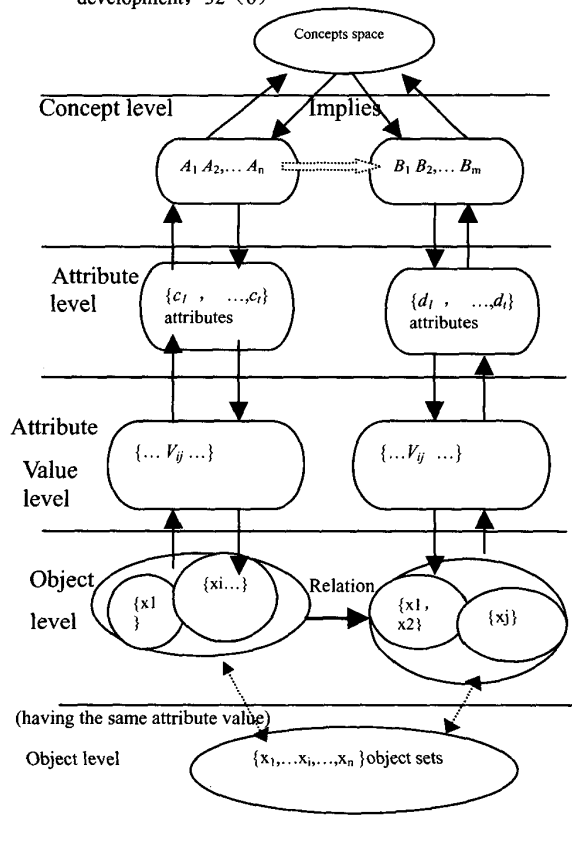 development, 32 (6)
Concepts space
Concept level
Implies
A₁ A₂,... Aₙ
B₁ B₂,... Bₘ
Attribute
level
{c₁ , ...,cₜ}
attributes
{d₁ , ...,dₜ}
attributes
Attribute
Value
level
{... Vᵢⱼ ...}
{...Vᵢⱼ ...}
Object
level
{x1
}
{xi...}
Relation
{x1,
x2}
{xj}
(having the same attribute value)
Object level
{x₁,...xᵢ,...,xₙ }object sets